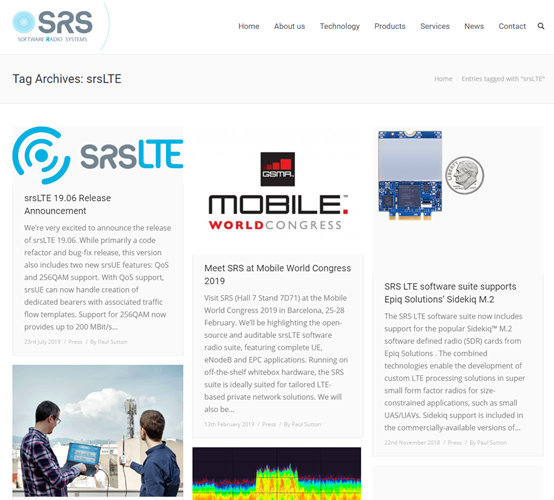 SRS
SOFTWARE RADIO SYSTEMS
Home About us Technology Products Services News Contact
Tag Archives: srsLTE
Home / Entries tagged with "srsLTE"
SRSLTE
srsLTE 19.06 Release
Announcement
We're very excited to announce the release
of srsLTE 19.06. While primarily a code
refactor and bug-fix release, this version
also includes two new srsUE features: QoS
and 256QAM support. With QoS support,
srsUE can now handle creation of
dedicated bearers with associated traffic
flow templates. Support for 256QAM now
provides up to 200 MBit/s...
23rd July 2019 / Press / By Paul Sutton
GSMA
MOBILE
WORLDCONGRESS
Meet SRS at Mobile World Congress
2019
Visit SRS (Hall 7 Stand 7D71) at the Mobile
World Congress 2019 in Barcelona, 25-28
February. We'll be highlighting the open-
source and auditable srsLTE software
radio suite, featuring complete UE,
eNodeB and EPC applications. Running on
off-the-shelf whitebox hardware, the SRS
suite is ideally suited for tailored LTE-
based private network solutions. We will
also be...
13th February 2019 / Press / By Paul Sutton
SRS LTE software suite supports
Epiq Solutions' Sidekiq M.2
The SRS LTE software suite now includes
support for the popular Sidekiq™ M.2
software defined radio (SDR) cards from
Epiq Solutions . The combined
technologies enable the development of
custom LTE processing solutions in super
small form factor radios for size-
constrained applications, such as small
UAS/UAVs. Sidekiq support is included in
the commercially-available versions of...
22nd November 2018 / Press / By Paul Sutton